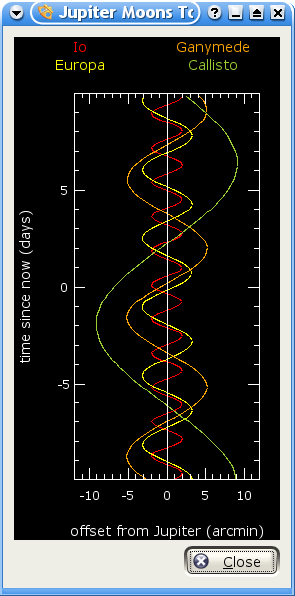 Jupiter Moons To
Io Ganymede
Europa Callisto
5
0
-5
time since now (days)
-10 -5 0 5 10
offset from Jupiter (arcmin)
Close